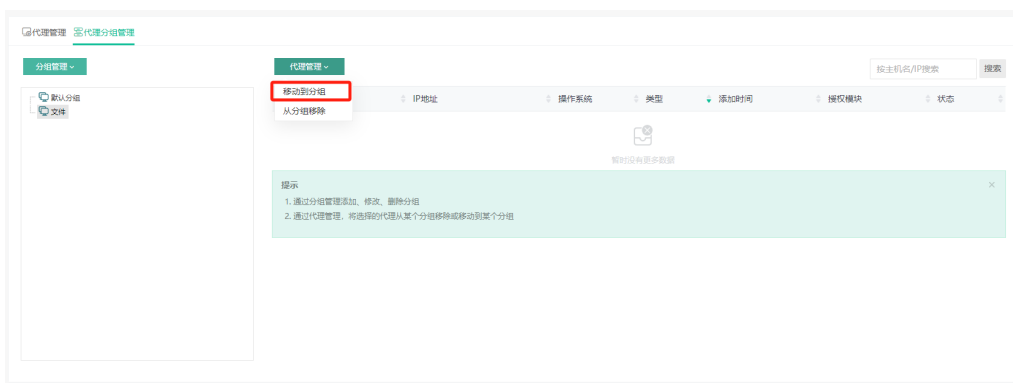 代理管理 代理分组管理
分组管理
代理管理
按主机名/IP搜索 搜索
默认分组
文件
移动到分组
从分组移除
IP地址 操作系统 类型 添加时间 授权模块 状态
暂时没有更多数据
提示
1. 通过分组管理添加、修改、删除分组
2. 通过代理管理，将选择的代理从某个分组移除或移动到某个分组